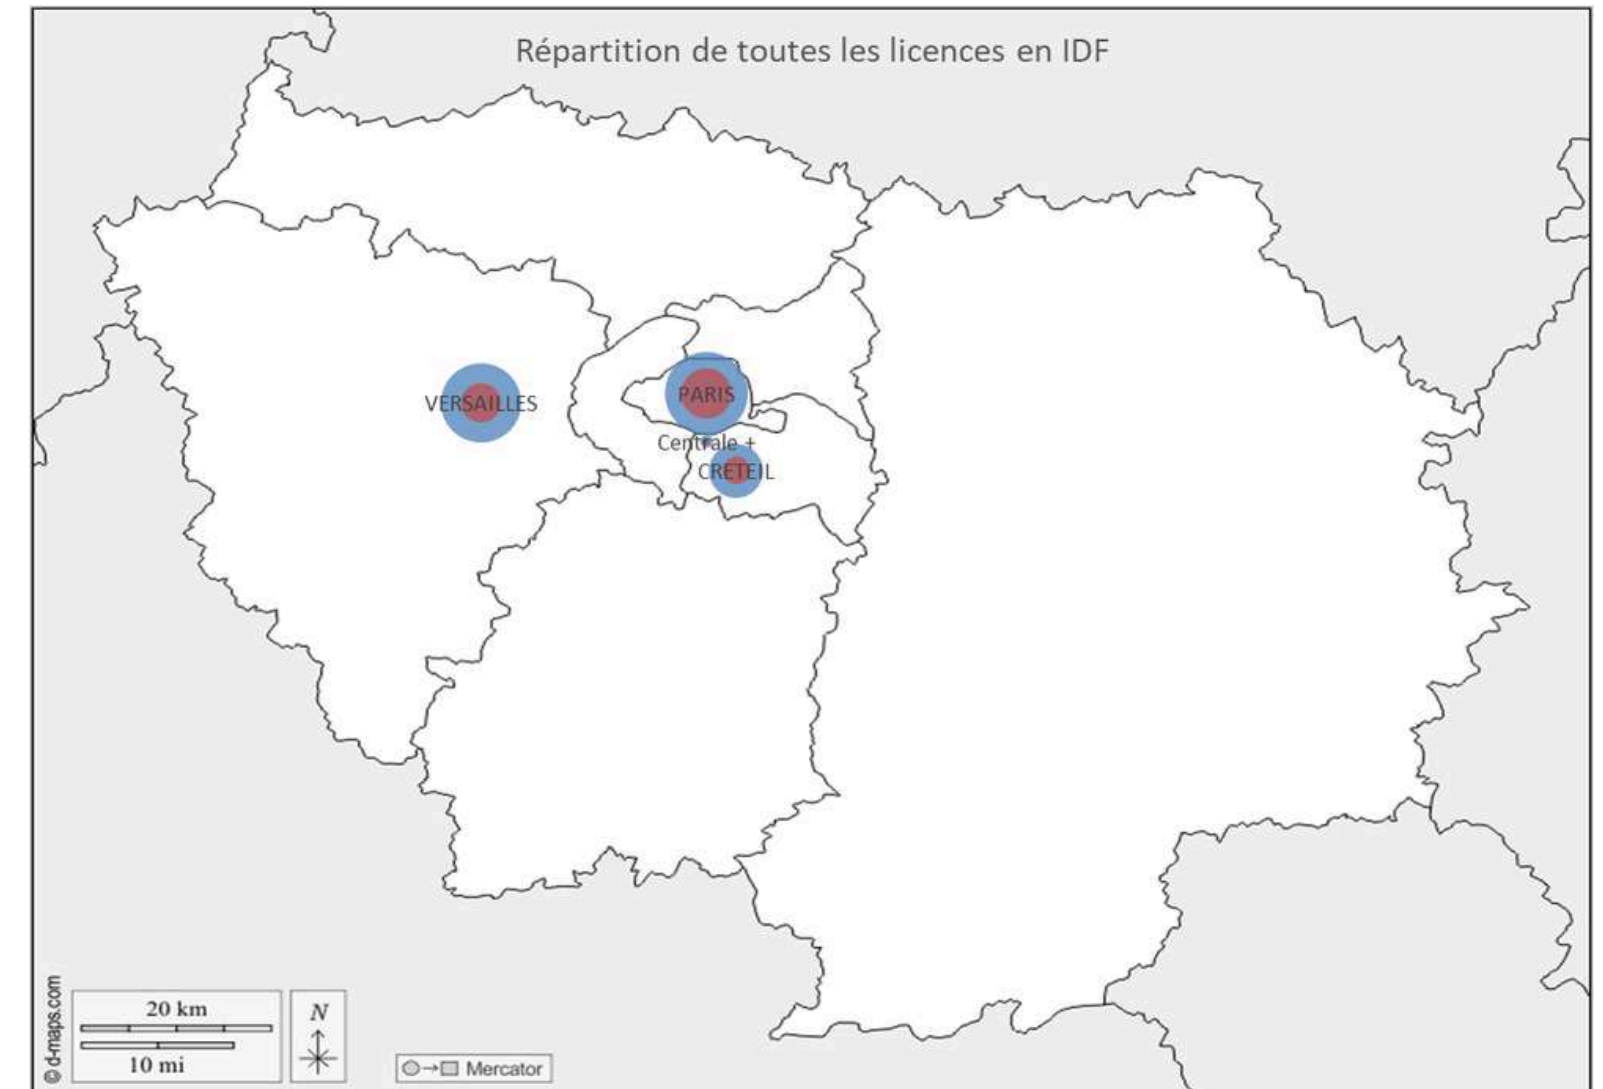 Répartition de toutes les licences en IDF
PARIS
VERSAILLES
Centrale +
CRETEIL
20 km
10 mi
N
Mercator
© d-maps.com